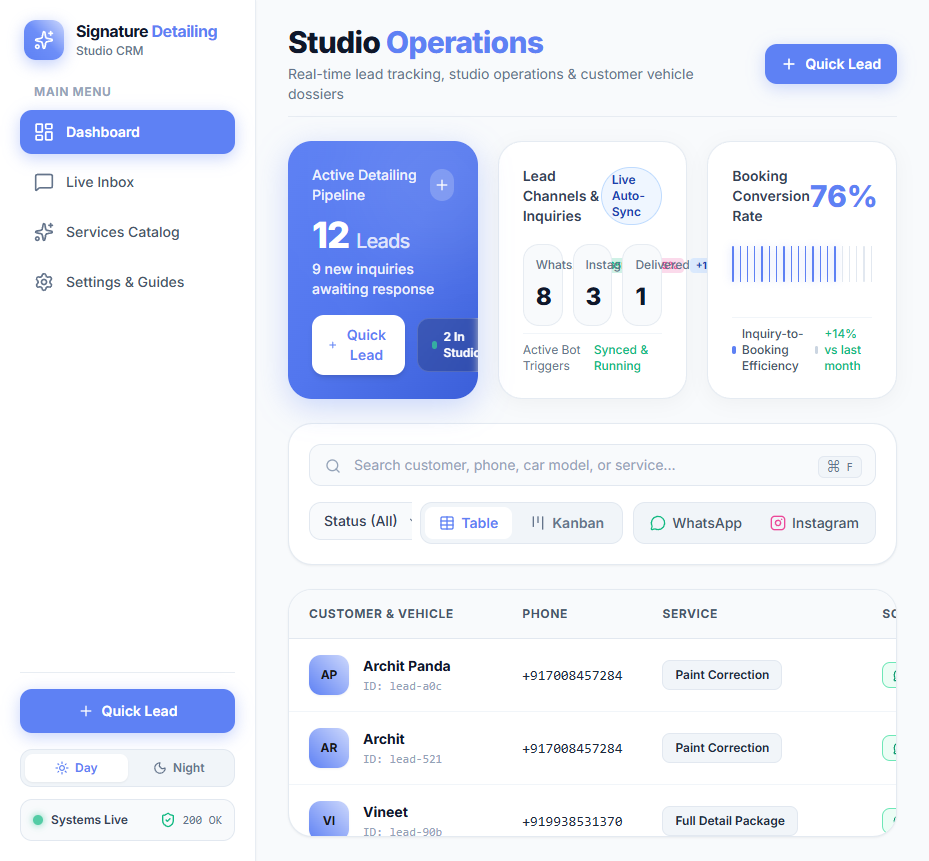 Signature Detailing
Studio CRM
MAIN MENU
Dashboard
Live Inbox
Services Catalog
Settings & Guides
Quick Lead
Day
Night
Systems Live
200 OK
Studio Operations
Real-time lead tracking, studio operations & customer vehicle
dossiers
Quick Lead
Active Detailing
Pipeline
12 Leads
9 new inquiries
awaiting response
Quick
Lead
2 In
Studio
Lead
Channels &
Inquiries
Live
Auto-
Sync
Whats
8
Instag
3
Delivered
+1
1
Active Bot
Triggers
Synced &
Running
Booking
Conversion
Rate
76%
Inquiry-to-
Booking
Efficiency
+14%
vs last
month
Search customer, phone, car model, or service...
⌘ F
Status (All)
Table
Kanban
WhatsApp
Instagram
CUSTOMER & VEHICLE
PHONE
SERVICE
AP
Archit Panda
ID: lead-a0c
+917008457284
Paint Correction
AR
Archit
ID: lead-521
+917008457284
Paint Correction
VI
Vineet
ID: lead-90b
+919938531370
Full Detail Package